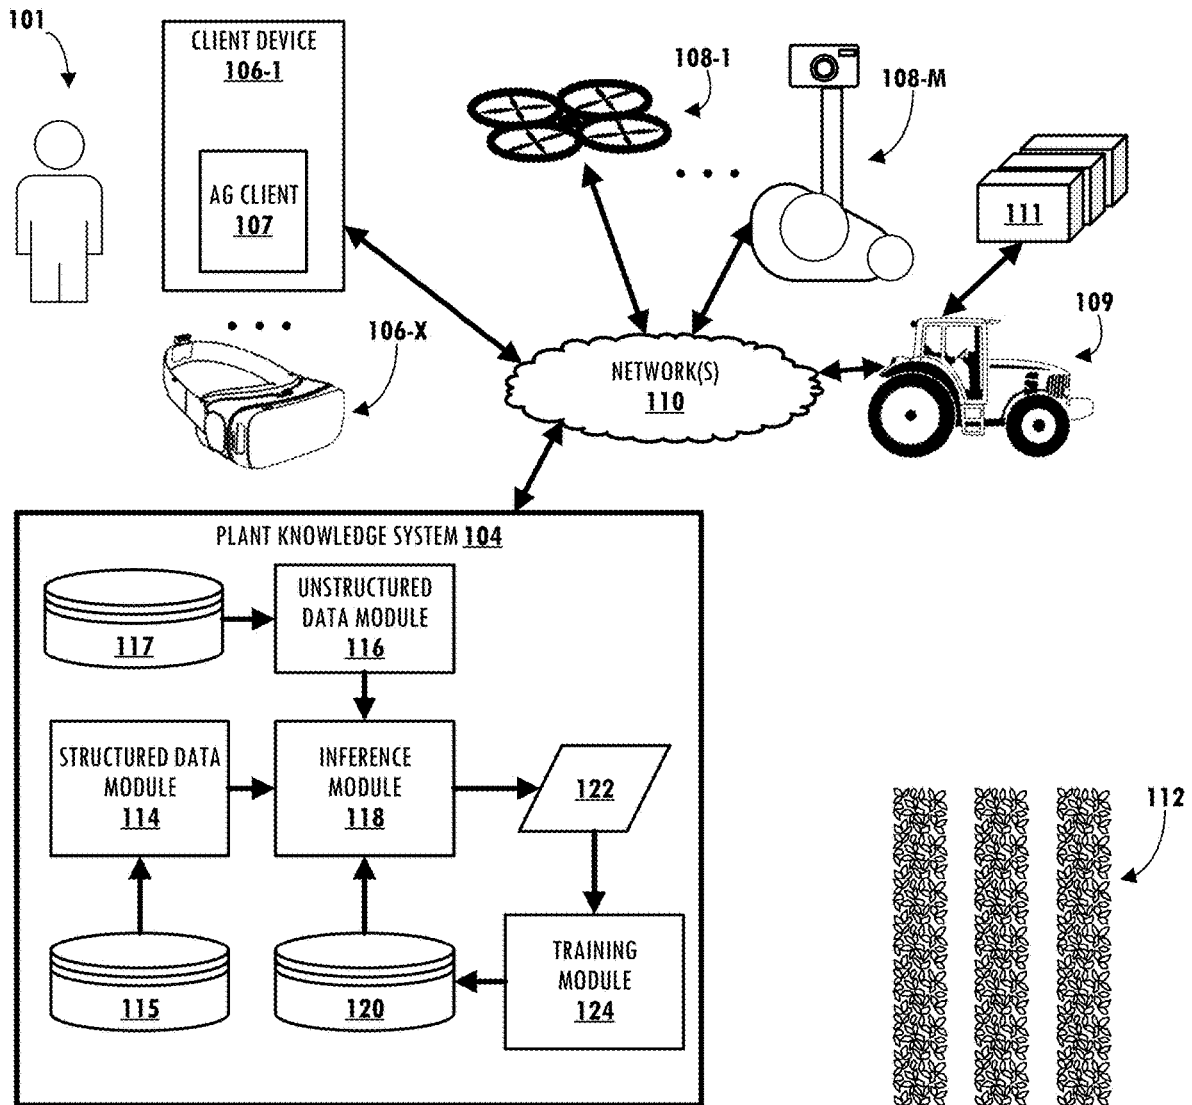 101
CLIENT DEVICE
106-1
AG CLIENT
107
108-1
108-M
111
106-X
109
NETWORK(S)
110
PLANT KNOWLEDGE SYSTEM 104
117
UNSTRUCTURED
DATA MODULE
116
STRUCTURED DATA
MODULE
114
INFERENCE
MODULE
118
122
112
115
120
TRAINING
MODULE
124